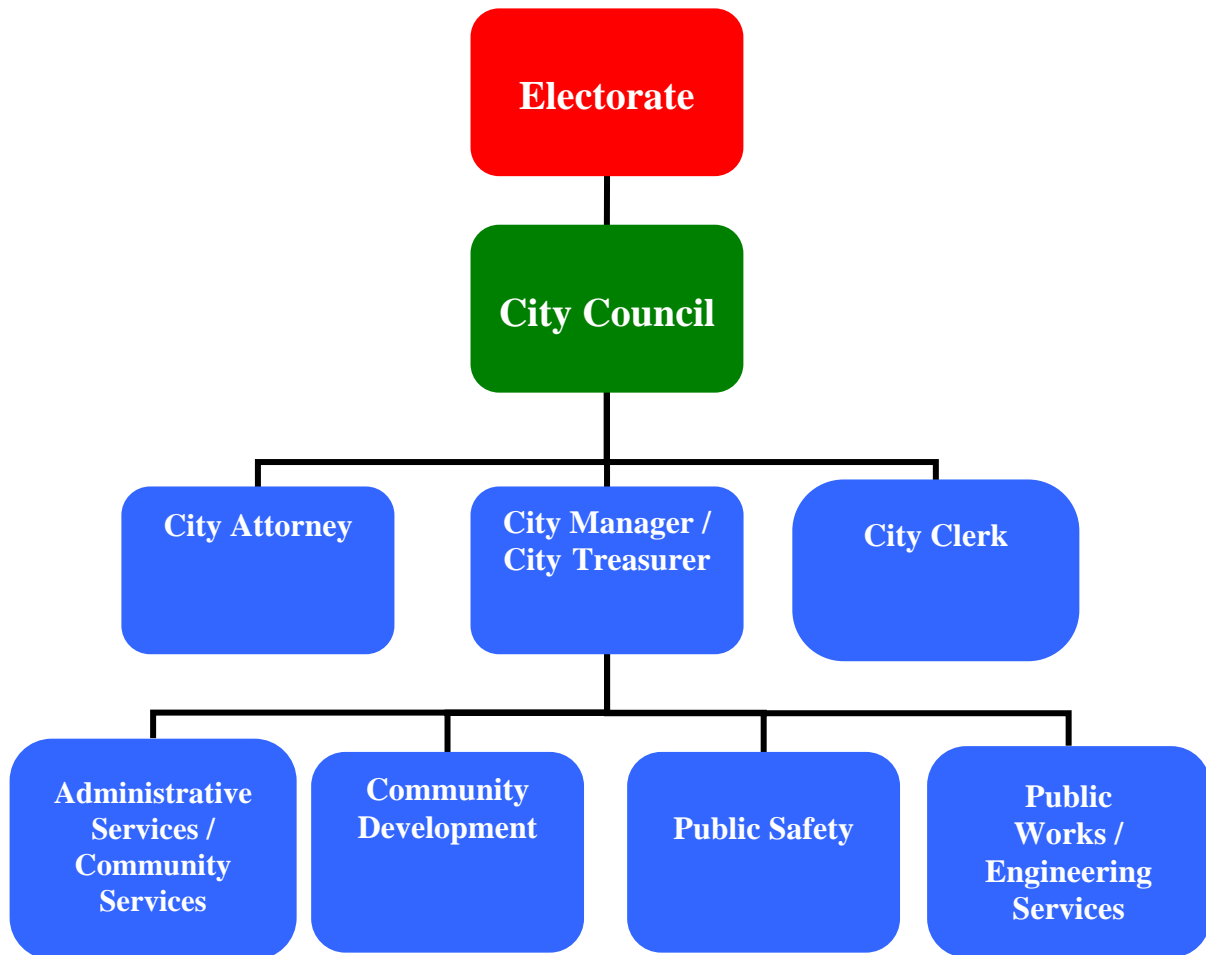 Electorate
City Council
City Attorney
City Manager /
City Treasurer
City Clerk
Administrative
Services /
Community
Services
Community
Development
Public Safety
Public
Works /
Engineering
Services